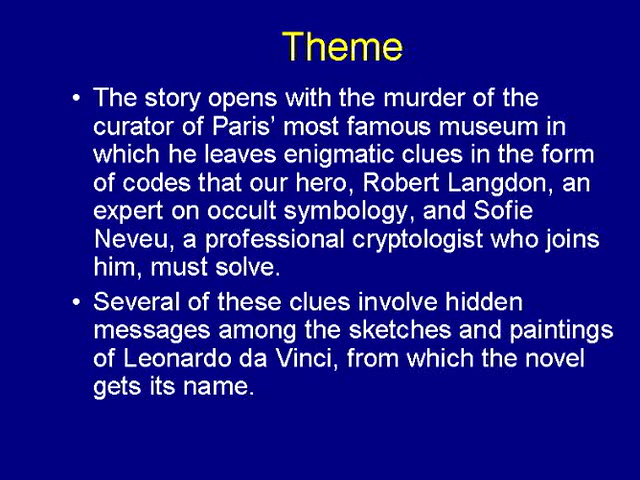 Theme
• The story opens with the murder of the
curator of Paris’ most famous museum in
which he leaves enigmatic clues in the form
of codes that our hero, Robert Langdon, an
expert on occult symbology, and Sofie
Neveu, a professional cryptologist who joins
him, must solve.
• Several of these clues involve hidden
messages among the sketches and paintings
of Leonardo da Vinci, from which the novel
gets its name.